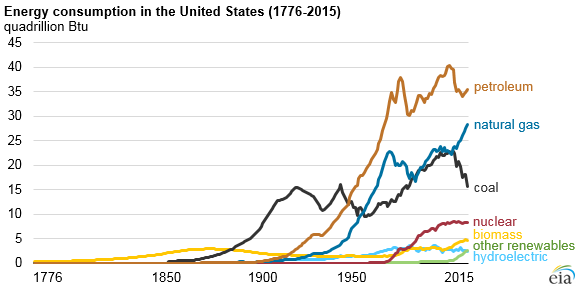 Energy consumption in the United States (1776-2015)
quadrillion Btu
45
40
35
30
25
20
15
10
5
0
petroleum
natural gas
coal
nuclear
biomass
other renewables
hydroelectric
1776
1850
1900
1950
2015
eia